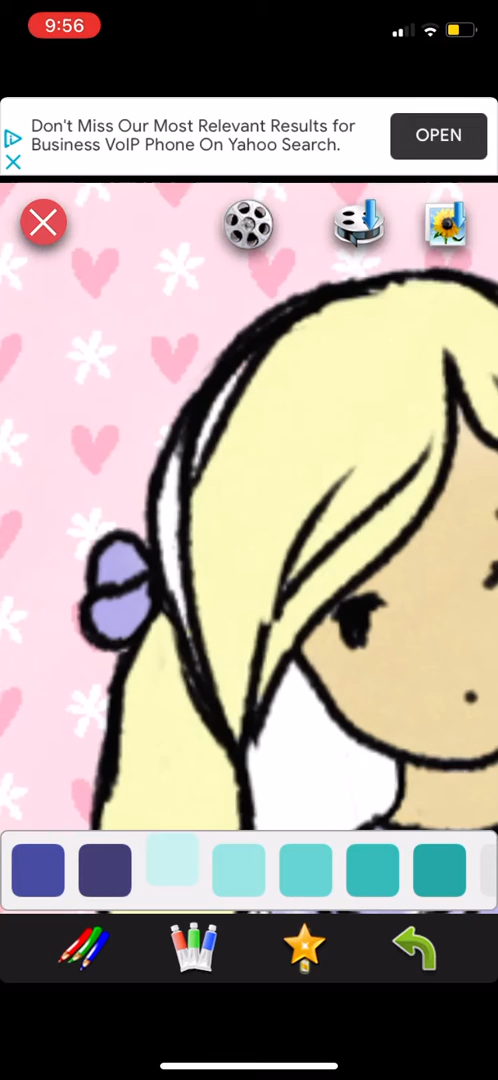 9:56
Don't Miss Our Most Relevant Results for
Business VoIP Phone On Yahoo Search.
OPEN